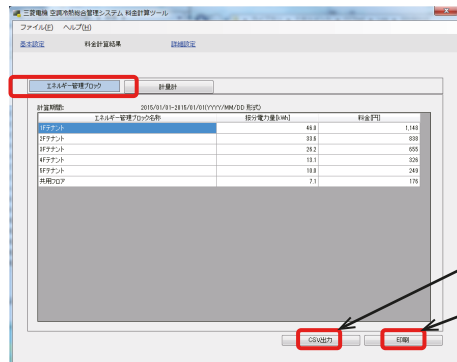 三菱電機 空調冷熱総合管理システム 料金計算ツール
ファイル(F) ヘルプ(H)
基本設定 料金計算結果 詳細設定
エネルギー管理ブロック 計量計
計算期間: 2015/01/01-2015/01/01(YYYY/MM/DD 形式)
エネルギー管理ブロック名称 按分電力量[kWh] 料金[円]
1Fテナント 46.0 1,148
2Fテナント 33.6 838
3Fテナント 26.2 655
4Fテナント 13.1 326
5Fテナント 10.0 249
共用フロア 7.1 176
CSV出力 印刷